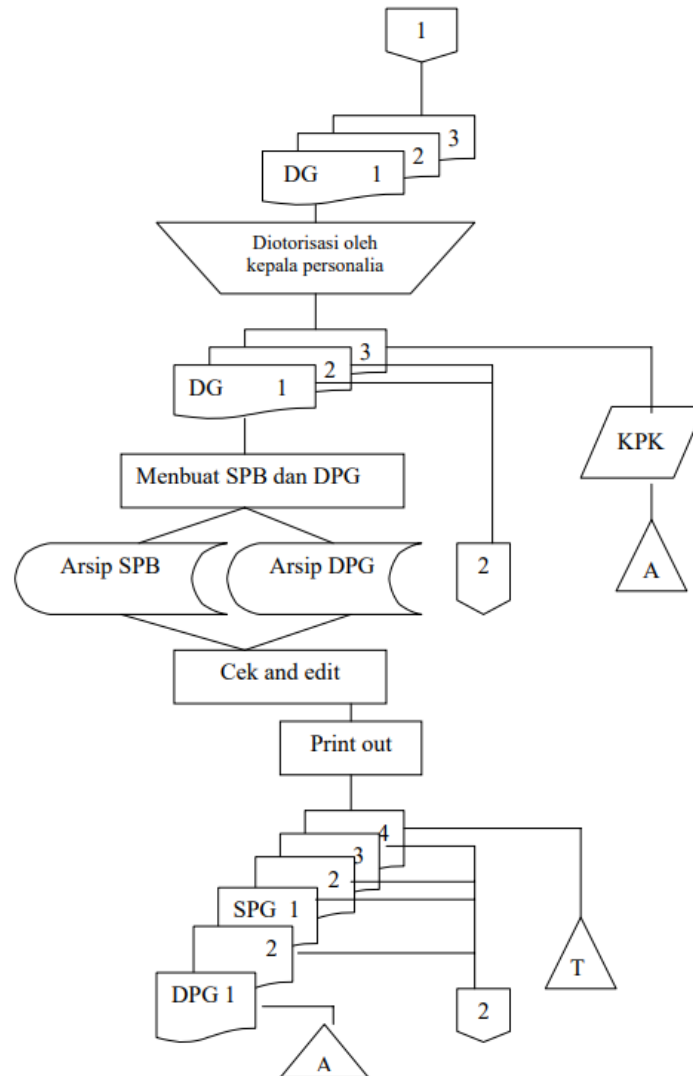 1
3
2
DG 1
Diotorisasi oleh
kepala personalia
3
2
DG 1
KPK
Menbuat SPB dan DPG
Arsip SPB
Arsip DPG
2
A
Cek and edit
Print out
4
3
2
SPG 1
2
T
DPG 1
2
A